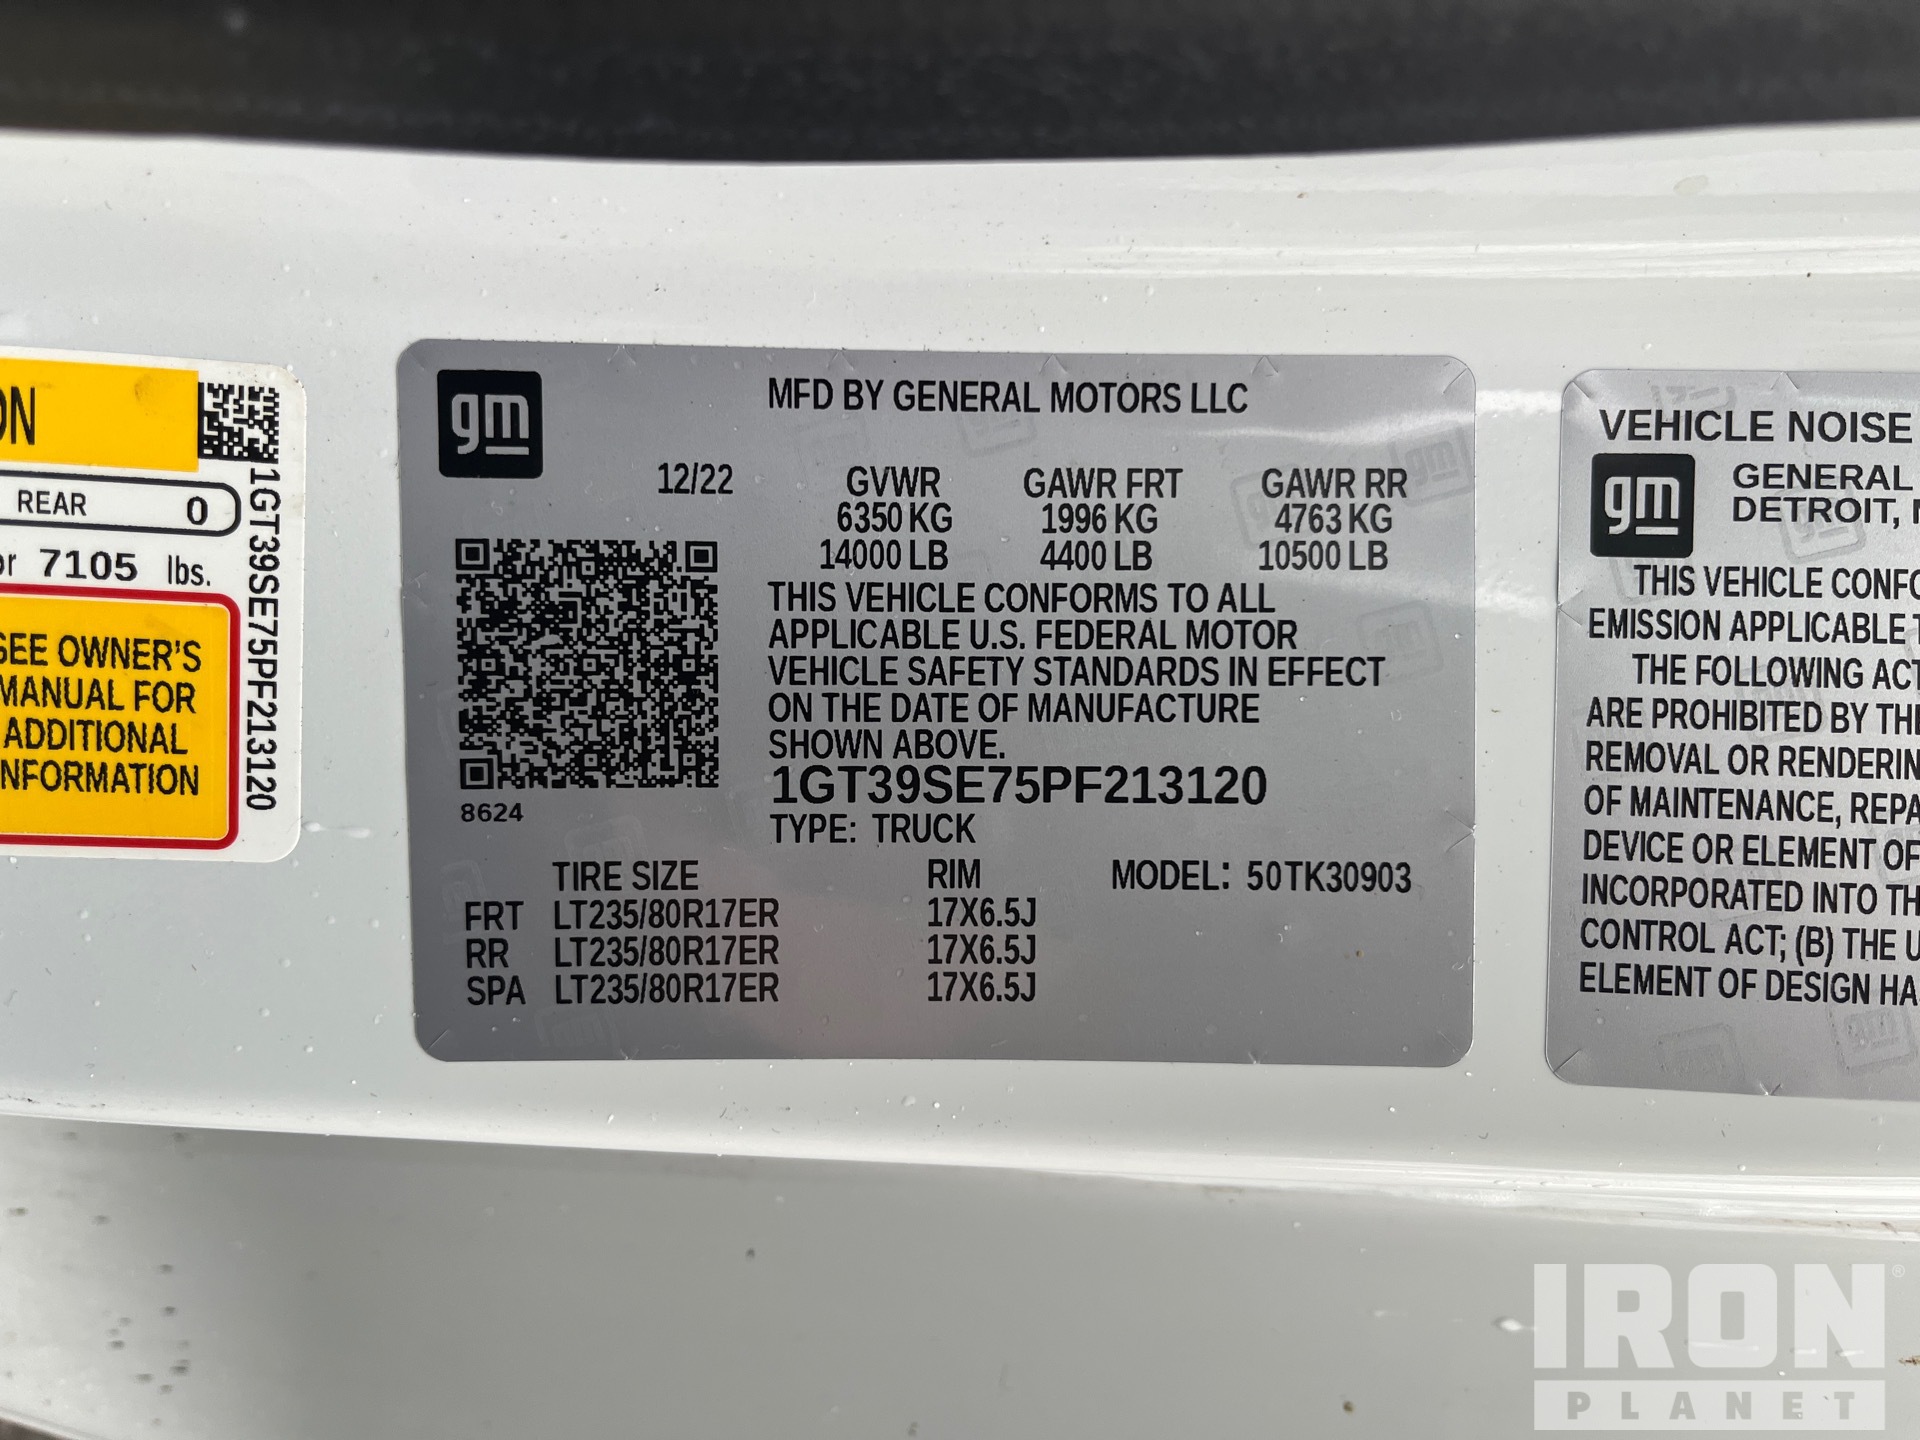 ON
REAR 0
or 7105 lbs.
SEE OWNER'S
MANUAL FOR
ADDITIONAL
INFORMATION
1GT39SE75PF213120
gm
MFD BY GENERAL MOTORS LLC
12/22 GVWR GAWR FRT GAWR RR
6350 KG 1996 KG 4763 KG
14000 LB 4400 LB 10500 LB
THIS VEHICLE CONFORMS TO ALL
APPLICABLE U.S. FEDERAL MOTOR
VEHICLE SAFETY STANDARDS IN EFFECT
ON THE DATE OF MANUFACTURE
SHOWN ABOVE.
1GT39SE75PF213120
8624
TYPE: TRUCK
TIRE SIZE RIM MODEL: 50TK30903
FRT LT235/80R17ER 17X6.5J
RR LT235/80R17ER 17X6.5J
SPA LT235/80R17ER 17X6.5J
VEHICLE NOISE
gm
GENERAL
DETROIT,
THIS VEHICLE CONFO
EMISSION APPLICABLE
THE FOLLOWING ACT
ARE PROHIBITED BY THE
REMOVAL OR RENDERIN
OF MAINTENANCE, REPA
DEVICE OR ELEMENT OF
INCORPORATED INTO TH
CONTROL ACT; (B) THE U
ELEMENT OF DESIGN HA
IRON®
PLANET